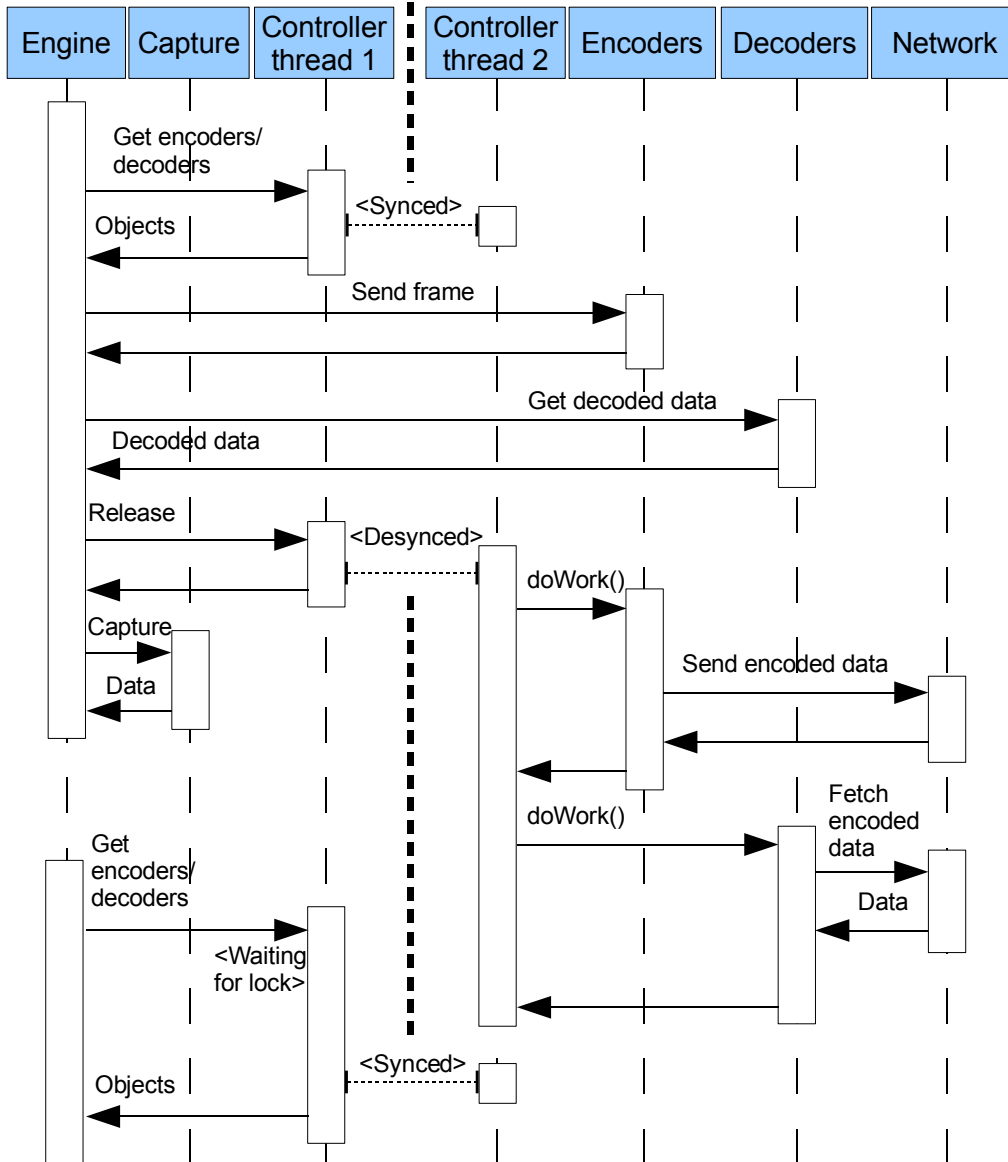 Engine
Capture
Controller
thread 1
Controller
thread 2
Encoders
Decoders
Network
Get encoders/
decoders
<Synced>
Objects
Send frame
Get decoded data
Decoded data
Release
<Desynced>
doWork()
Capture
Send encoded data
Data
doWork()
Fetch
encoded
data
Get
encoders/
decoders
Data
<Waiting
for lock>
<Synced>
Objects